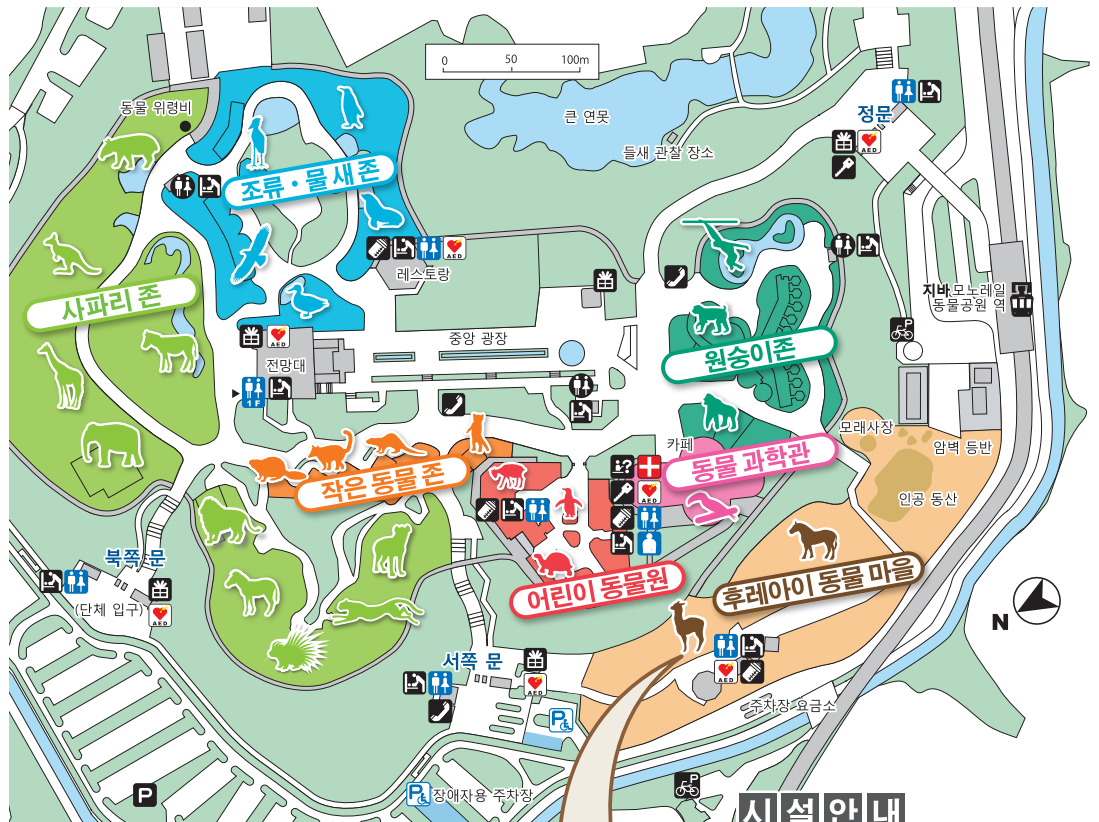 0 50 100m
동물 위령비
큰 연못
정문
들새 관찰 장소
AED
조류・물 새 존
AED
레스토랑
사파리 존
지바 모노레일
동물공원 역
중앙 광장
AED
전망대
1F
P
원숭이존
카페
모래사장
암벽 등반
동물 과학관
작은 동물 존
AED
인공 동산
북쪽 문
(단체 입구)
AED
어린이 동물원
후레아이 동물 마을
N
서쪽 문
AED
AED
P
주차장 요금소
P
P
장애자용 주차장
P
시설안내